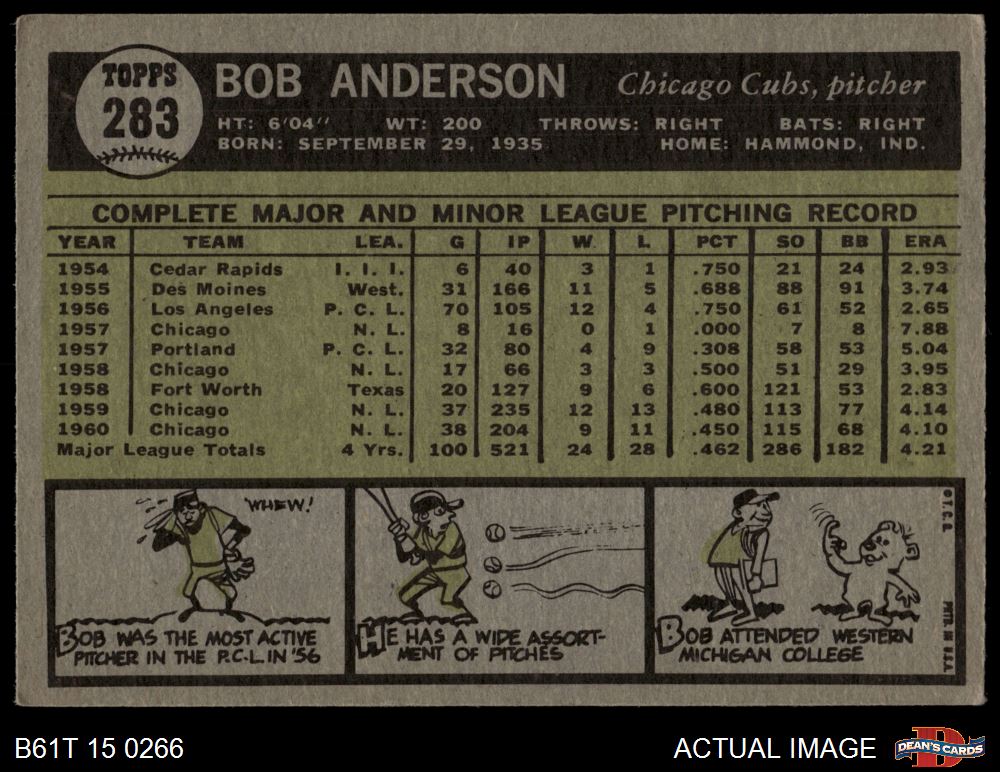 TOPPS
283
BOB ANDERSON
Chicago Cubs, pitcher
HT: 6'04" WT: 200 THROWS: RIGHT BATS: RIGHT
BORN: SEPTEMBER 29, 1935 HOME: HAMMOND, IND.
COMPLETE MAJOR AND MINOR LEAGUE PITCHING RECORD
YEAR TEAM LEA. G IP W L PCT SO BB ERA
1954 Cedar Rapids I. I. I. 6 40 3 1 .750 21 24 2.93
1955 Des Moines West. 31 166 11 5 .688 88 91 3.74
1956 Los Angeles P. C. L. 70 105 12 4 .750 61 52 2.65
1957 Chicago N. L. 8 16 0 1 .000 7 8 7.88
1957 Portland P. C. L. 32 80 4 9 .308 58 53 5.04
1958 Chicago N. L. 17 66 3 3 .500 51 29 3.95
1958 Fort Worth Texas 20 127 9 6 .600 121 53 2.83
1959 Chicago N. L. 37 235 12 13 .480 113 77 4.14
1960 Chicago N. L. 38 204 9 11 .450 115 68 4.10
Major League Totals 4 Yrs. 100 521 24 28 .462 286 182 4.21
'WHEW!
BOB WAS THE MOST ACTIVE
PITCHER IN THE P.C.L. IN '56
HE HAS A WIDE ASSORT-
MENT OF PITCHES
BOB ATTENDED WESTERN
MICHIGAN COLLEGE
© T. C. G.
PRTD. IN U.S.A.
B61T 15 0266
ACTUAL IMAGE
D
DEAN'S CARDS